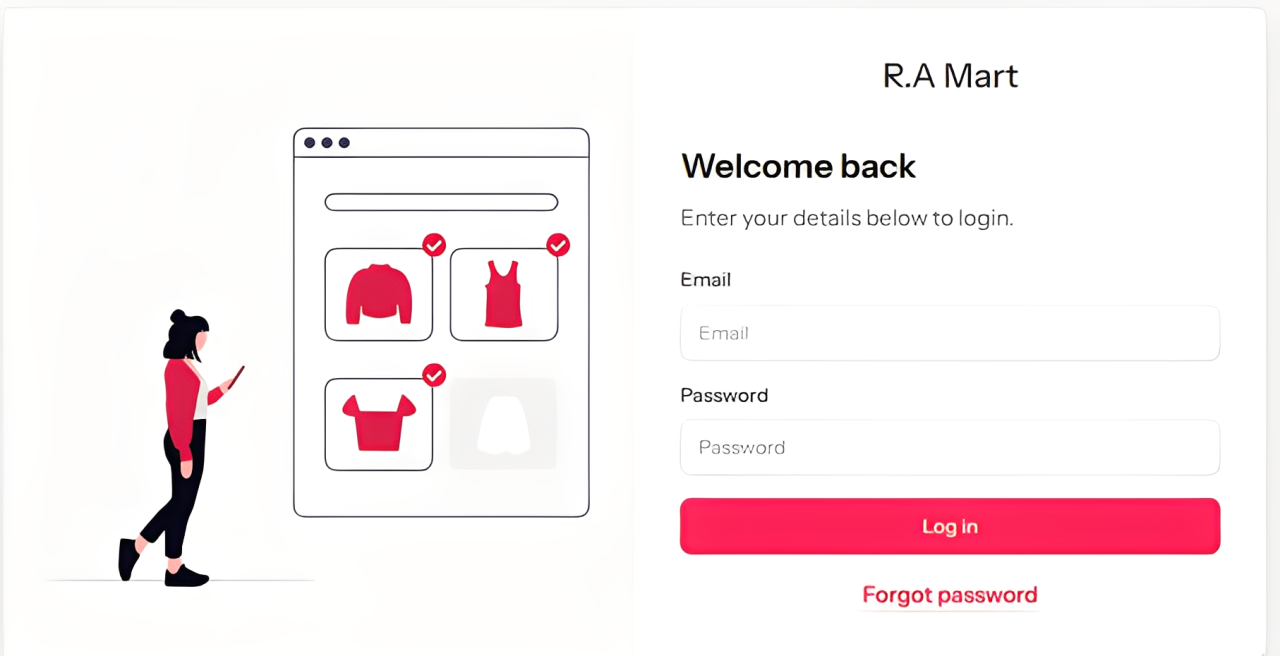 R.A Mart
Welcome back
Enter your details below to login.
Email
Email
Password
Password
Log in
Forgot password